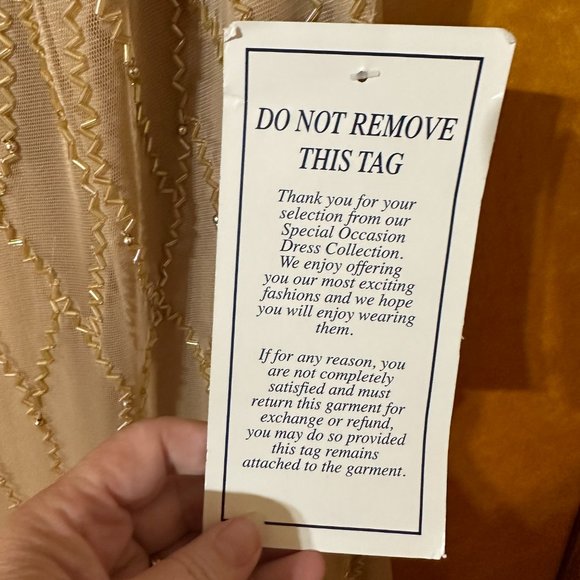 DO NOT REMOVE
THIS TAG
Thank you for your
selection from our
Special Occasion
Dress Collection.
We enjoy offering
you our most exciting
fashions and we hope
you will enjoy wearing
them.
If for any reason, you
are not completely
satisfied and must
return this garment for
exchange or refund,
you may do so provided
this tag remains
attached to the garment.